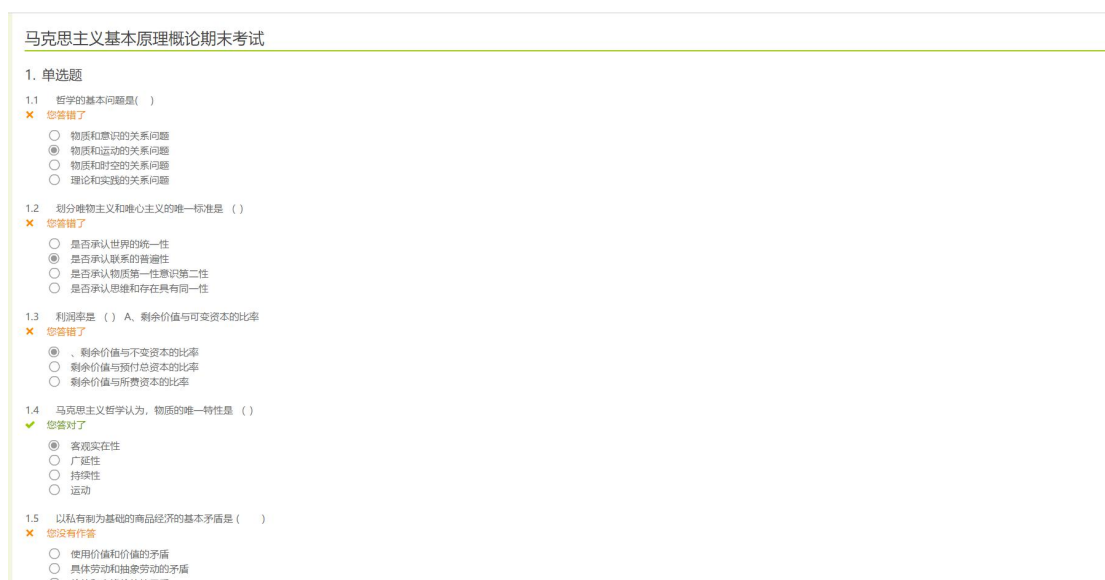 马克思主义基本原理概论期末考试
1. 单选题
1.1 哲学的基本问题是( )
您答错了
物质和意识的关系问题
物质和运动的关系问题
物质和时空的关系问题
理论和实践的关系问题
1.2 划分唯物主义和唯心主义的唯一标准是 ( )
您答错了
是否承认世界的统一性
是否承认联系的普遍性
是否承认物质第一性意识第二性
是否承认思维和存在具有同一性
1.3 利润率是 ( ) A、剩余价值与可变资本的比率
您答错了
、剩余价值与不变资本的比率
剩余价值与预付总资本的比率
剩余价值与所费资本的比率
1.4 马克思主义哲学认为，物质的唯一特性是 ( )
您答对了
客观实在性
广延性
持续性
运动
1.5 以私有制为基础的商品经济的基本矛盾是 ( )
您没有作答
使用价值和价值的矛盾
具体劳动和抽象劳动的矛盾